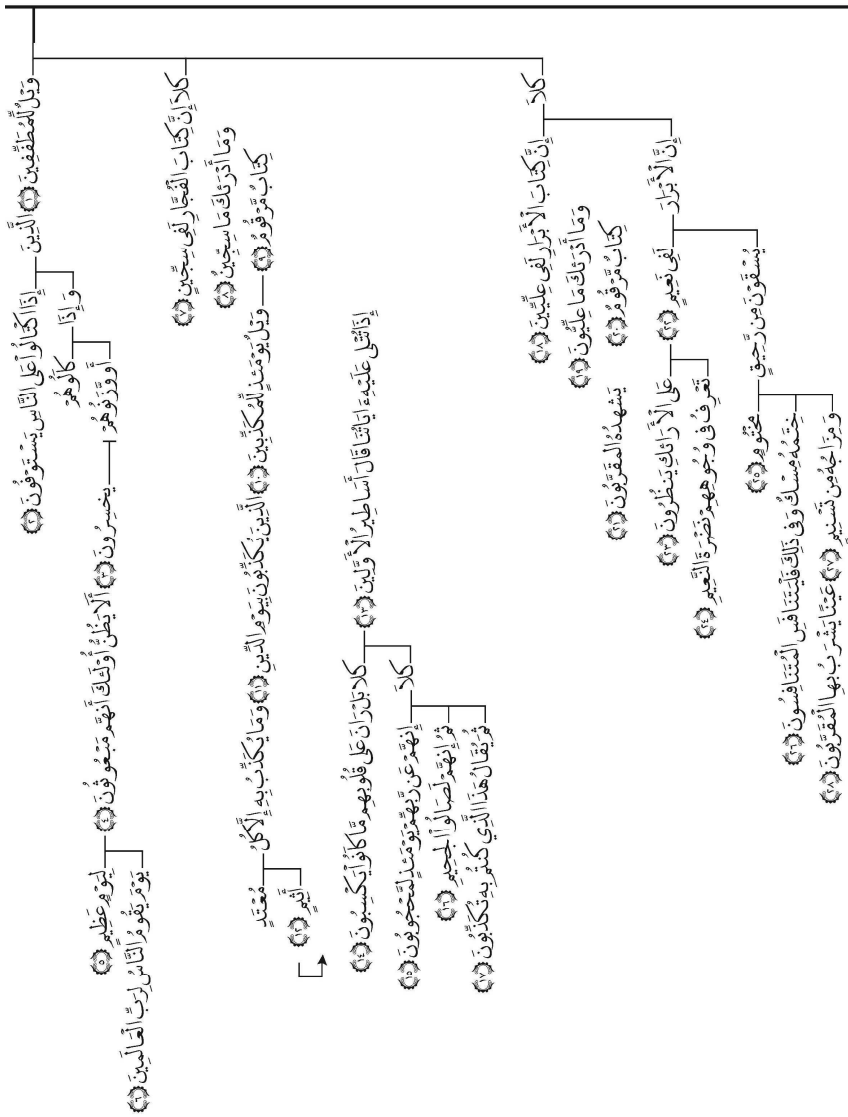 وَيْلٌ لِّلْمُطَفِّفِينَ ١
الَّذِينَ
إِذَا اكْتَالُوا عَلَى النَّاسِ يَسْتَوْفُونَ ٢
وَإِذَا
كَالُوهُمْ
أَو وَّزَنُوهُمْ
يُخْسِرُونَ ٣
أَلَا يَظُنُّ أُولَٰئِكَ أَنَّهُم مَّبْعُوثُونَ ٤
لِيَوْمٍ عَظِيمٍ ٥
يَوْمَ يَقُومُ النَّاسُ لِرَبِّ الْعَالَمِينَ ٦
كَلَّا إِنَّ كِتَابَ الْفُجَّارِ لَفِي سِجِّينٍ ٧
وَمَا أَدْرَىٰكَ مَا سِجِّينٌ ٨
كِتَابٌ مَّرْقُومٌ ٩
وَيْلٌ يَوْمَئِذٍ لِّلْمُكَذِّبِينَ ١٠
الَّذِينَ يُكَذِّبُونَ بِيَوْمِ الدِّينِ ١١
وَمَا يُكَذِّبُ بِهِ إِلَّا كُلُّ
مُعْتَدٍ
أَثِيمٍ ١٢
إِذَا تُتْلَىٰ عَلَيْهِ ءَايَاتُنَا قَالَ أَسَاطِيرُ الْأَوَّلِينَ ١٣
كَلَّا بَلْ رَانَ عَلَىٰ قُلُوبِهِم مَّا كَانُوا يَكْسِبُونَ ١٤
كَلَّا
إِنَّهُمْ عَن رَّبِّهِمْ يَوْمَئِذٍ لَّمَحْجُوبُونَ ١٥
ثُمَّ إِنَّهُمْ لَصَالُوا الْجَحِيمِ ١٦
ثُمَّ يُقَالُ هَٰذَا الَّذِي كُنتُم بِهِ تُكَذِّبُونَ ١٧
كَلَّا
إِنَّ كِتَابَ الْأَبْرَارِ لَفِي عِلِّيِّينَ ١٨
وَمَا أَدْرَىٰكَ مَا عِلِّيُّونَ ١٩
كِتَابٌ مَّرْقُومٌ ٢٠
يَشْهَدُهُ الْمُقَرَّبُونَ ٢١
إِنَّ الْأَبْرَارَ
لَفِي نَعِيمٍ ٢٢
عَلَى الْأَرَائِكِ يَنظُرُونَ ٢٣
تَعْرِفُ فِي وُجُوهِهِمْ نَضْرَةَ النَّعِيمِ ٢٤
يُسْقَوْنَ مِن رَّحِيقٍ
مَّخْتُومٍ ٢٥
خِتَٰمُهُ مِسْكٌ وَفِي ذَٰلِكَ فَلْيَتَنَافَسِ الْمُتَنَافِسُونَ ٢٦
وَمِزَاجُهُ مِن تَسْنِيمٍ ٢٧ عَيْنًا يَشْرَبُ بِهَا الْمُقَرَّبُونَ ٢٨